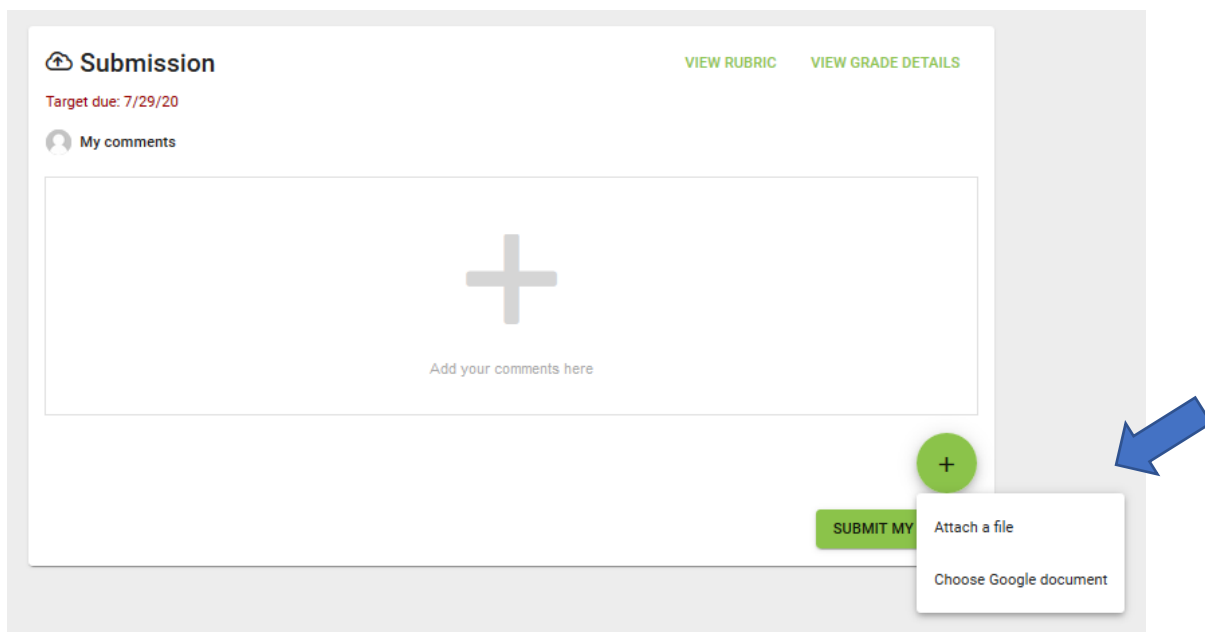 Submission
VIEW RUBRIC VIEW GRADE DETAILS
Target due: 7/29/20
My comments
Add your comments here
+
SUBMIT MY
Attach a file
Choose Google document